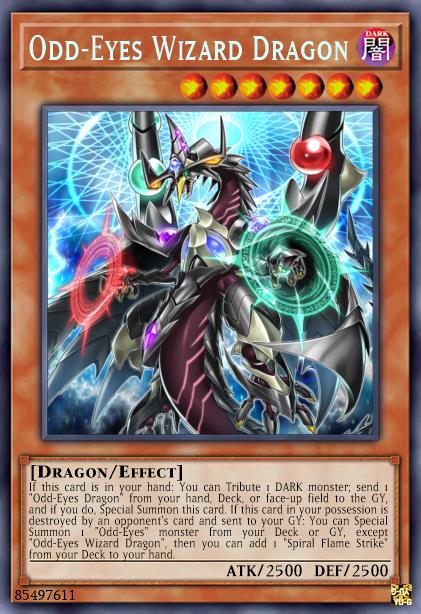 ODD-EYES WIZARD DRAGON
DARK
闇
[DRAGON/EFFECT]
If this card is in your hand: You can Tribute 1 DARK monster; send 1
"Odd-Eyes Dragon" from your hand, Deck, or face-up field to the GY,
and if you do, Special Summon this card. If this card in your possession is
destroyed by an opponent's card and sent to your GY: You can Special
Summon 1 "Odd-Eyes" monster from your Deck or GY, except
"Odd-Eyes Wizard Dragon", then you can add 1 "Spiral Flame Strike"
from your Deck to your hand.
ATK/2500 DEF/2500
85497611